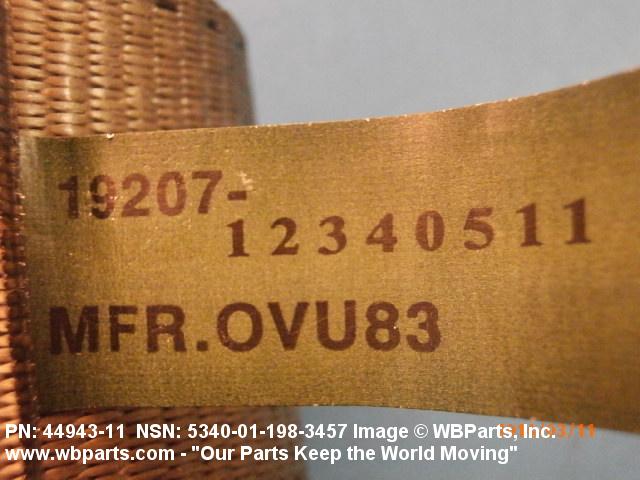 19207-
12340511
MFR.OVU83
PN: 44943-11 NSN: 5340-01-198-3457 Image © WBParts, Inc.
www.wbparts.com - "Our Parts Keep the World Moving"